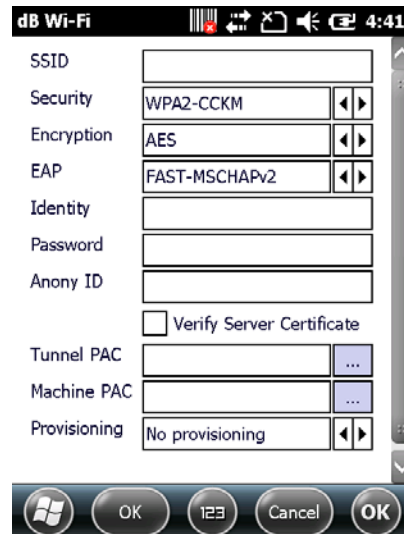 dB Wi-Fi 4:41
SSID
Security WPA2-CCKM
Encryption AES
EAP FAST-MSCHAPv2
Identity
Password
Anony ID
Verify Server Certificate
Tunnel PAC ...
Machine PAC ...
Provisioning No provisioning
OK 123 Cancel OK